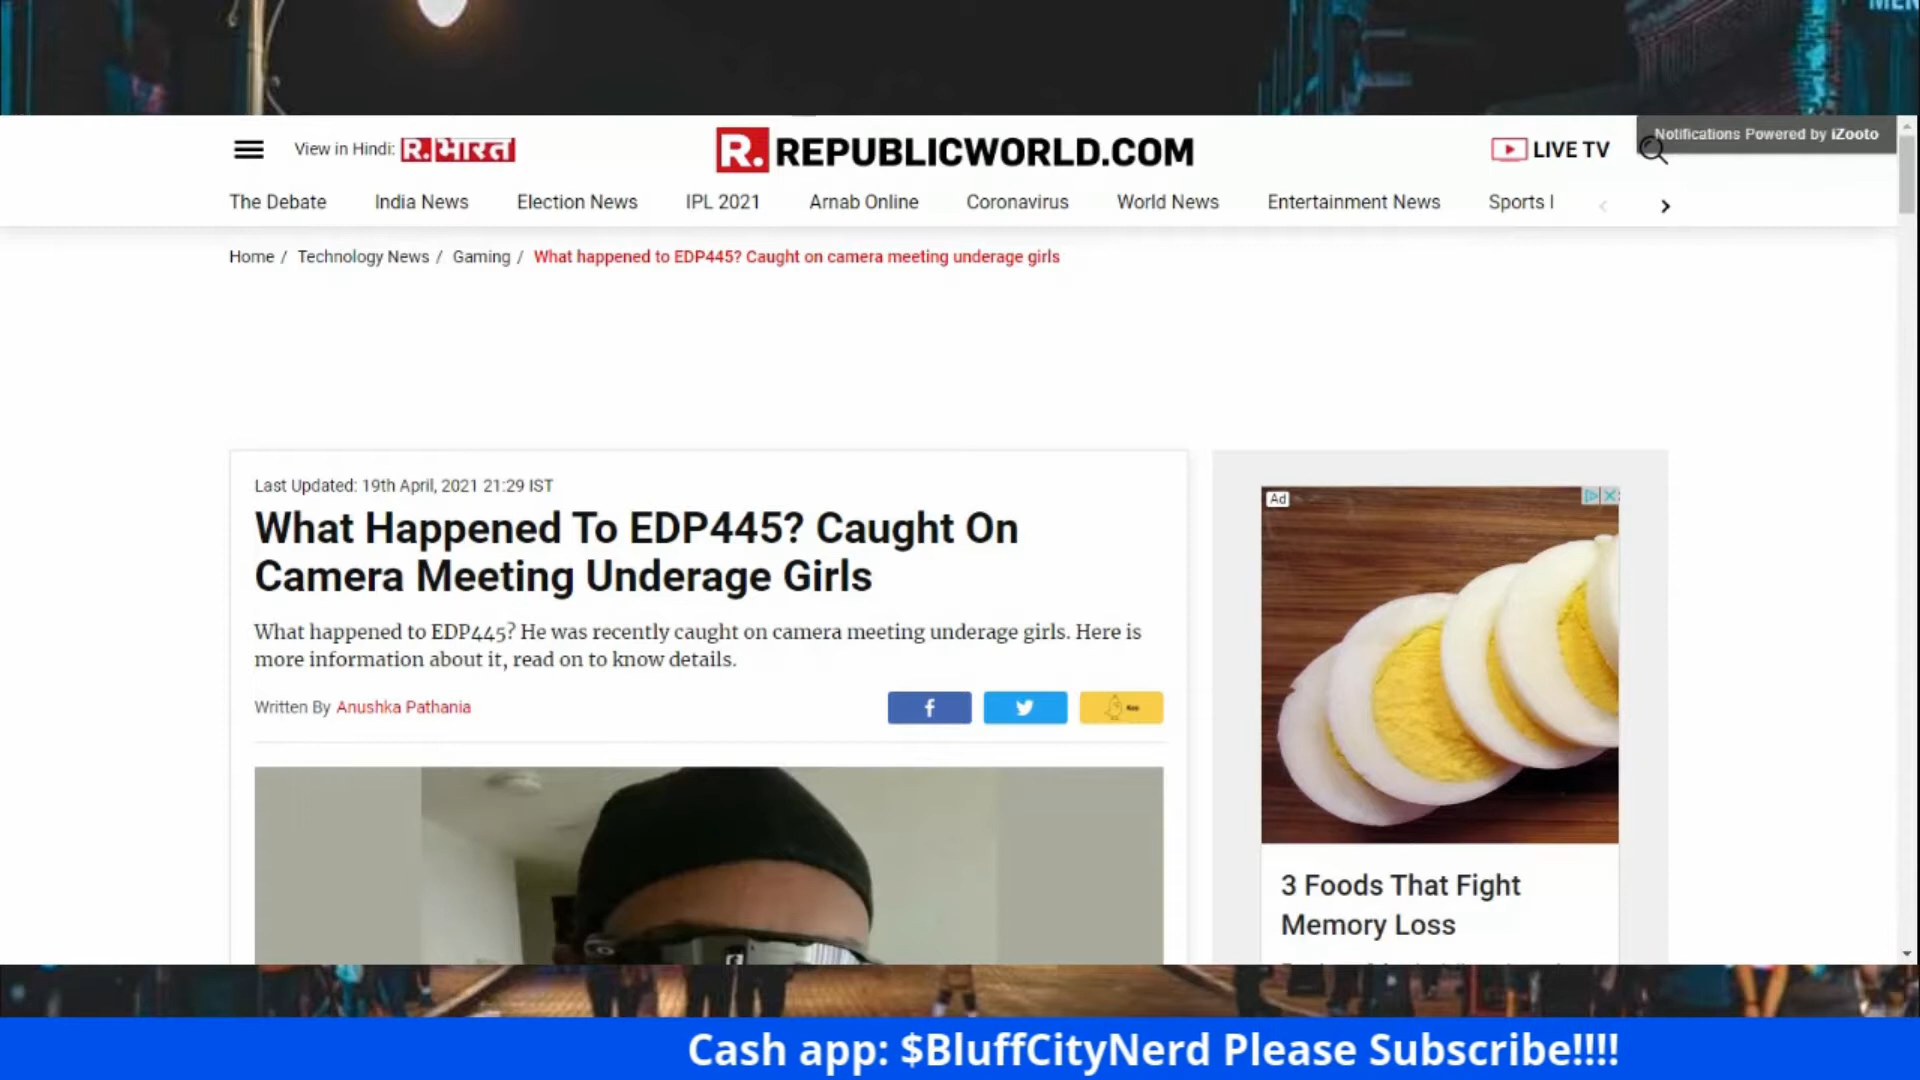 MEN
Notifications Powered by iZooto
View in Hindi: R. भारत
R. REPUBLICWORLD.COM
LIVE TV
The Debate India News Election News IPL 2021 Arnab Online Coronavirus World News Entertainment News Sports
Home / Technology News / Gaming / What happened to EDP445? Caught on camera meeting underage girls
Last Updated: 19th April, 2021 21:29 IST
What Happened To EDP445? Caught On
Camera Meeting Underage Girls
What happened to EDP445? He was recently caught on camera meeting underage girls. Here is
more information about it, read on to know details.
Written By Anushka Pathania
Koo
Ad
3 Foods That Fight
Memory Loss
Cash app: $BluffCityNerd Please Subscribe!!!!